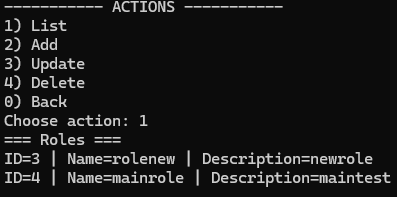 ----------- ACTIONS -----------
1) List
2) Add
3) Update
4) Delete
0) Back
Choose action: 1
=== Roles ===
ID=3 | Name=rolenew | Description=newrole
ID=4 | Name=mainrole | Description=maintest